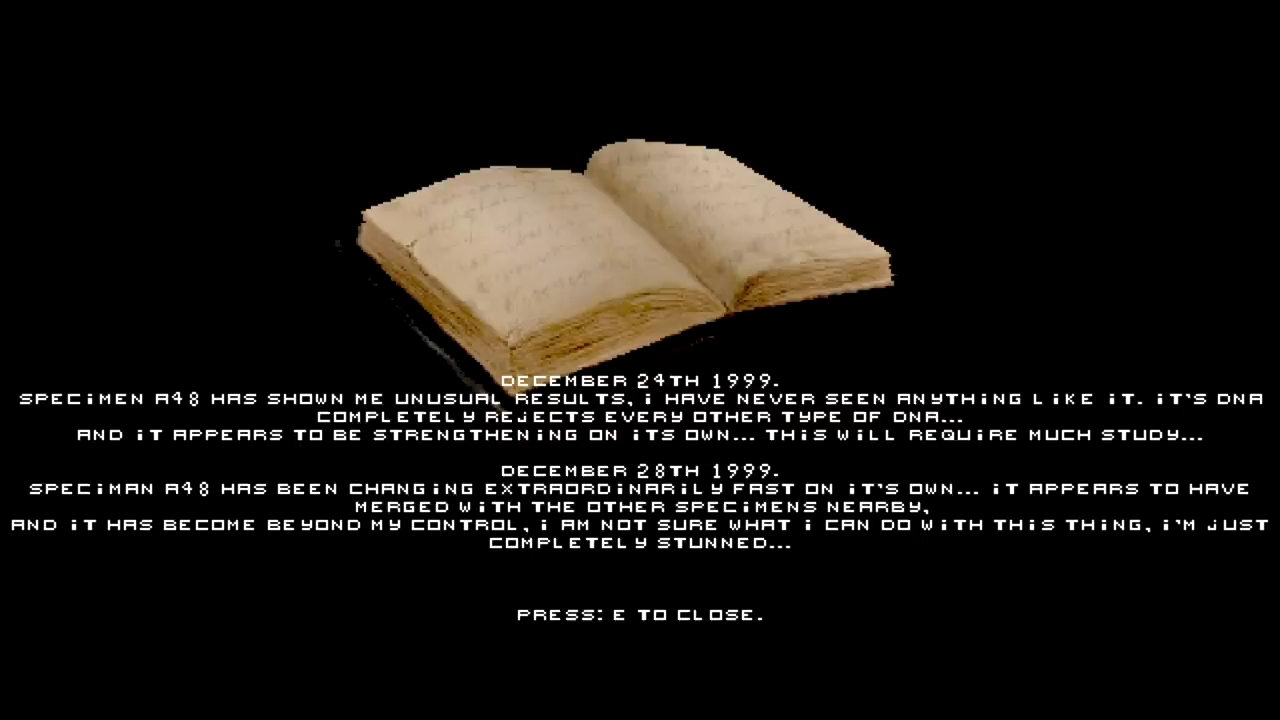 DECEMBER 24TH 1999.
SPECiMEN A48 HAS SHOWN ME UNUSUAL RESULTS, i HAVE NEVER SEEN ANYTHiNG LiKE iT. iT'S DNA
COMPLETELY REJECTS EVERY OTHER TYPE OF DNA...
AND iT APPEARS TO BE STRENGTHENiNG ON iTS OWN... THiS WiLL REQUiRE MUCH STUDY...
DECEMBER 28TH 1999.
SPECiMAN A48 HAS BEEN CHANGiNG EXTRAORDiNARiLY FAST ON iT'S OWN... iT APPEARS TO HAVE
MERGED WiTH THE OTHER SPECiMENS NEARBY,
AND iT HAS BECOME BEYOND MY CONTROL, i AM NOT SURE WHAT i CAN DO WiTH THiS THiNG, i'M JUST
COMPLETELY STUNNED...
PRESS: E TO CLOSE.